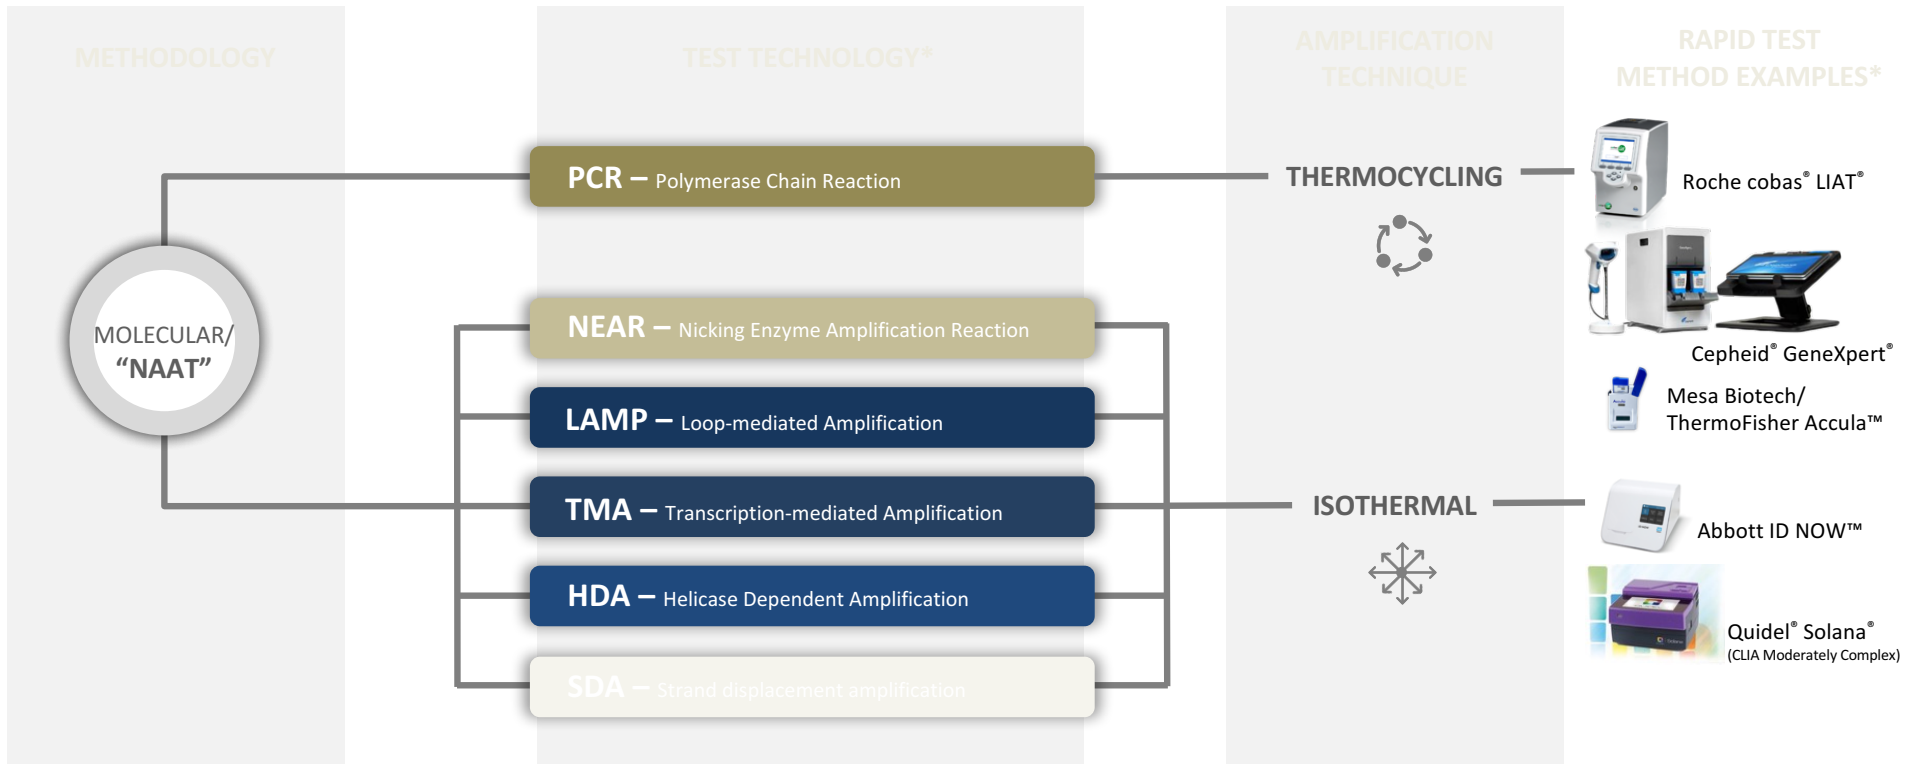 METHODOLOGY
TEST TECHNOLOGY*
AMPLIFICATION
TECHNIQUE
RAPID TEST
METHOD EXAMPLES*
PCR – Polymerase Chain Reaction
THERMOCYCLING
Roche cobas® LIAT®
NEAR – Nicking Enzyme Amplification Reaction
MOLECULAR/
“NAAT”
Cepheid® GeneXpert®
LAMP – Loop-mediated Amplification
Mesa Biotech/
ThermoFisher Accula™
TMA – Transcription-mediated Amplification
ISOTHERMAL
Abbott ID NOW™
HDA – Helicase Dependent Amplification
Quidel® Solana®
(CLIA Moderately Complex)
SDA – Strand displacement amplification